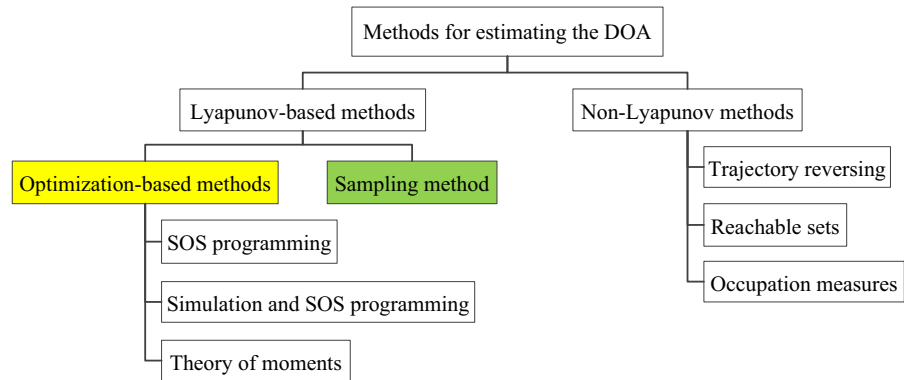 Methods for estimating the DOA
Lyapunov-based methods
Non-Lyapunov methods
Optimization-based methods
Sampling method
Trajectory reversing
SOS programming
Reachable sets
Simulation and SOS programming
Occupation measures
Theory of moments